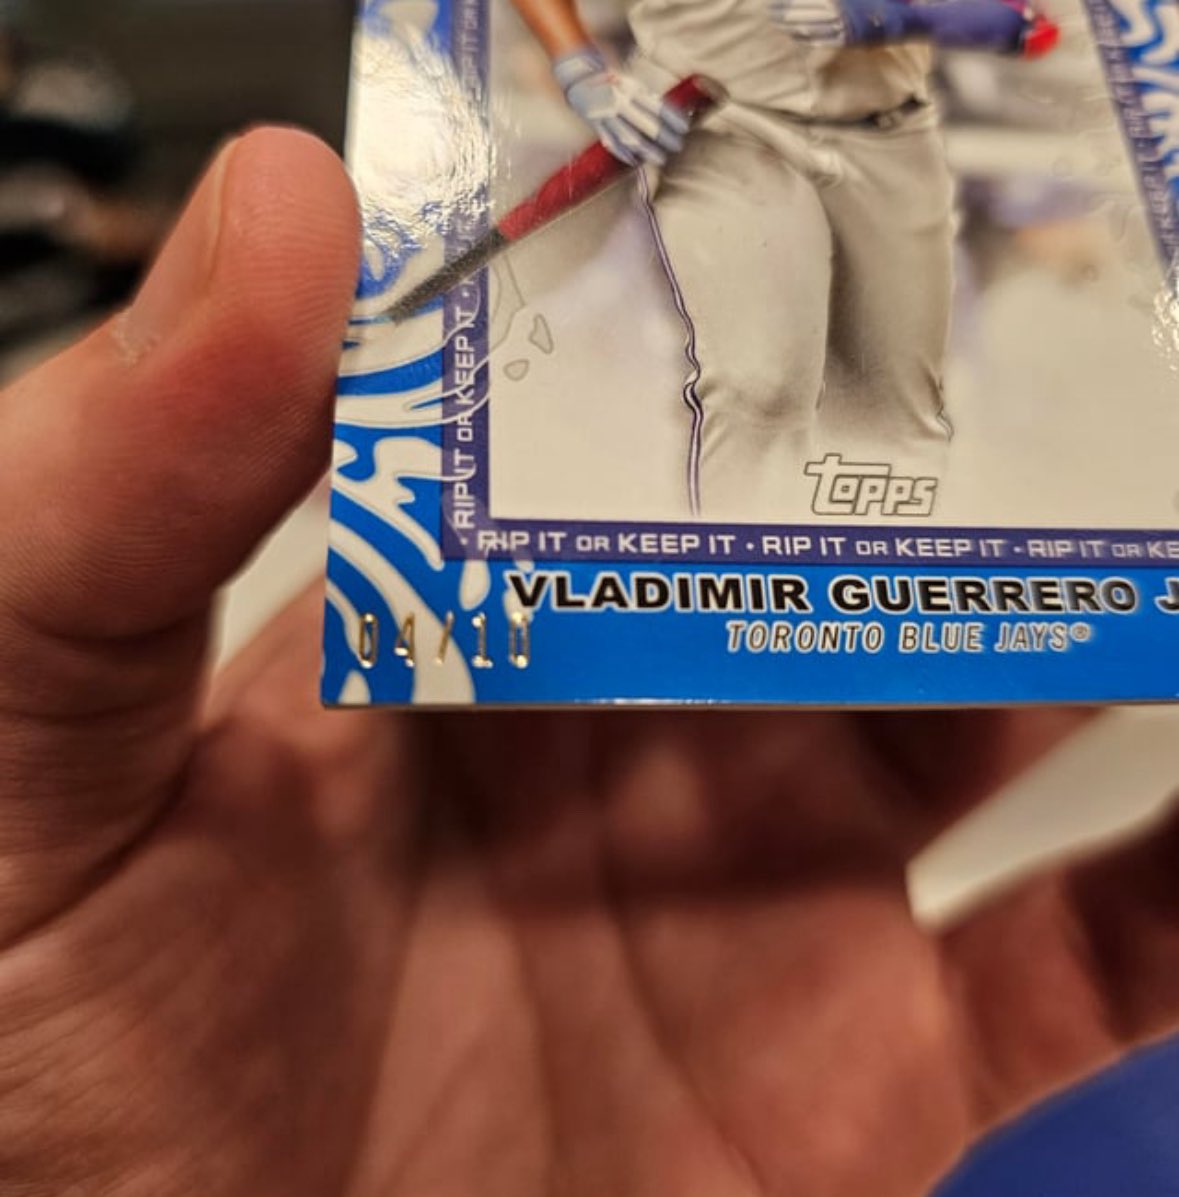 RIP IT OR KEEP IT •
Topps
• RIP IT OR KEEP IT • RIP IT OR KEEP IT • RIP IT OR KE
VLADIMIR GUERRERO J
TORONTO BLUE JAYS®
04/10